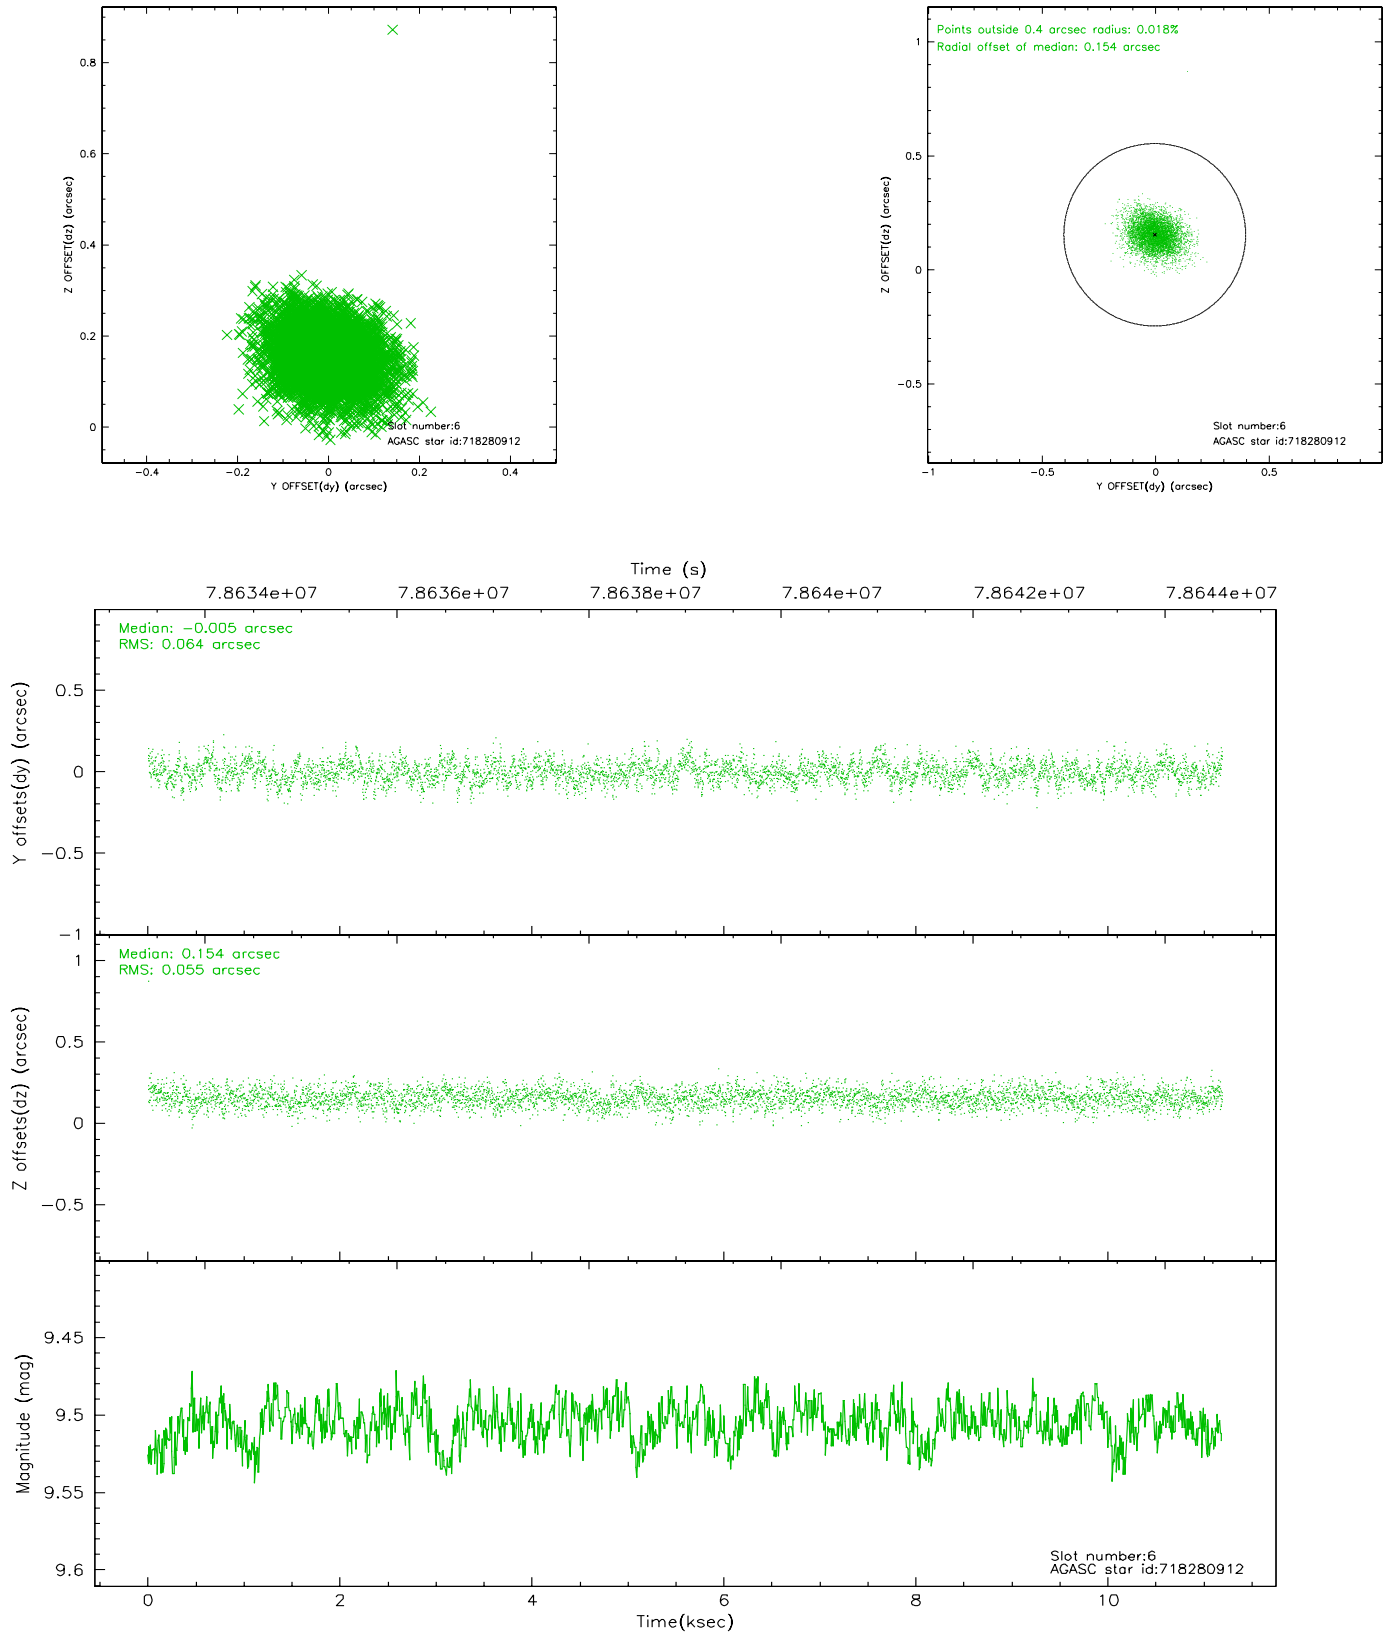 0.8
0.6
0.4
0.2
0
Z OFFSET(dz) (arcsec)
Slot number:6
AGASC star id:718280912
−0.4 −0.2 0 0.2 0.4
Y OFFSET(dy) (arcsec)
Points outside 0.4 arcsec radius: 0.018%
Radial offset of median: 0.154 arcsec
1
0.5
0
−0.5
Z OFFSET(dz) (arcsec)
Slot number:6
AGASC star id:718280912
−1 −0.5 0 0.5
Y OFFSET(dy) (arcsec)
Time (s)
7.8634e+07 7.8636e+07 7.8638e+07 7.864e+07 7.8642e+07 7.8644e+07
Median: −0.005 arcsec
RMS: 0.064 arcsec
0.5
0
−0.5
−1
Y offsets(dy) (arcsec)
Median: 0.154 arcsec
RMS: 0.055 arcsec
1
0.5
0
−0.5
Z offsets(dz) (arcsec)
9.45
9.5
9.55
9.6
Magnitude (mag)
Slot number:6
AGASC star id:718280912
0 2 4 6 8 10
Time(ksec)